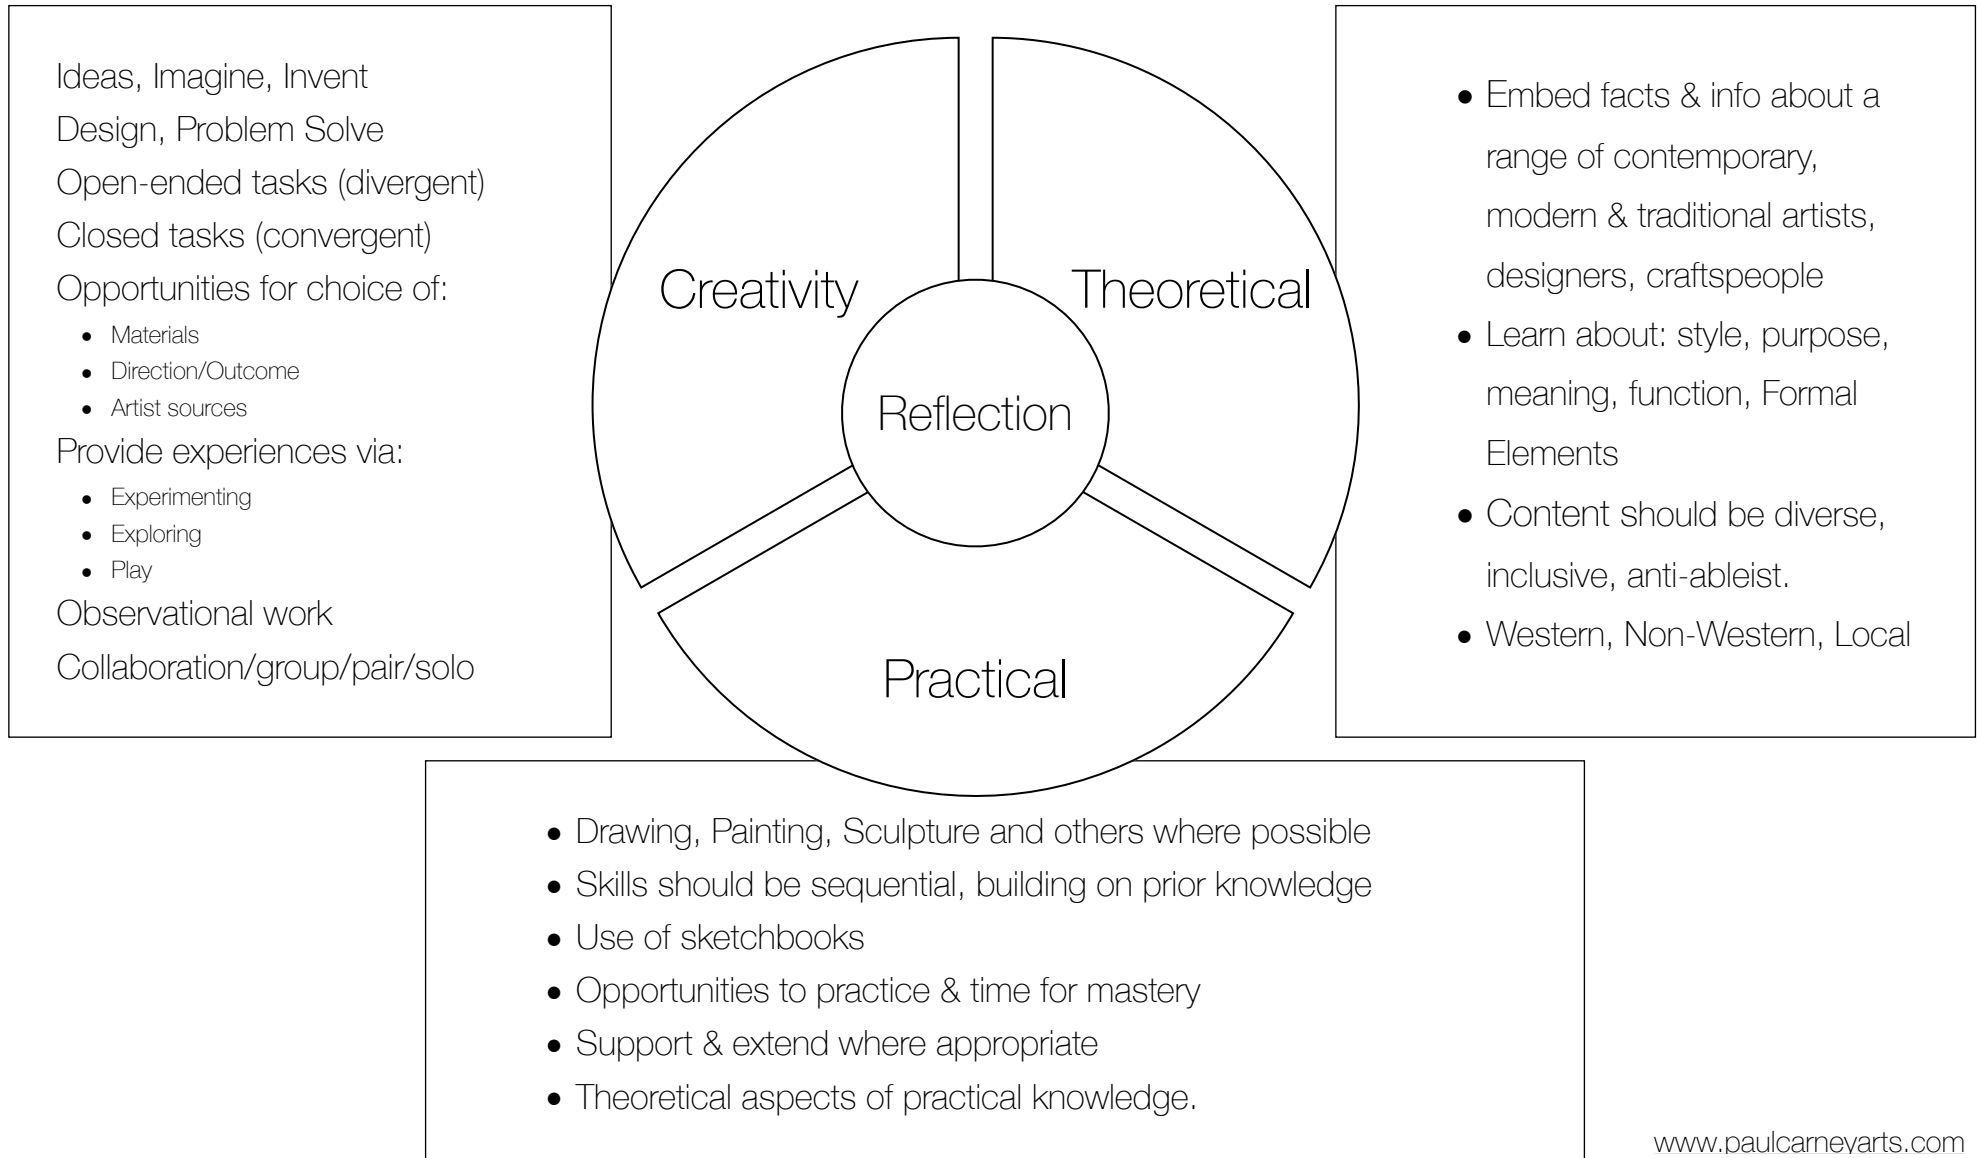 Ideas, Imagine, Invent
Design, Problem Solve
Open-ended tasks (divergent)
Closed tasks (convergent)
Opportunities for choice of:
• Materials
• Direction/Outcome
• Artist sources
Provide experiences via:
• Experimenting
• Exploring
• Play
Observational work
Collaboration/group/pair/solo
Creativity
Theoretical
Reflection
Practical
• Embed facts & info about a
range of contemporary,
modern & traditional artists,
designers, craftspeople
• Learn about: style, purpose,
meaning, function, Formal
Elements
• Content should be diverse,
inclusive, anti-ableist.
• Western, Non-Western, Local
• Drawing, Painting, Sculpture and others where possible
• Skills should be sequential, building on prior knowledge
• Use of sketchbooks
• Opportunities to practice & time for mastery
• Support & extend where appropriate
• Theoretical aspects of practical knowledge.
www.paulcarneyarts.com